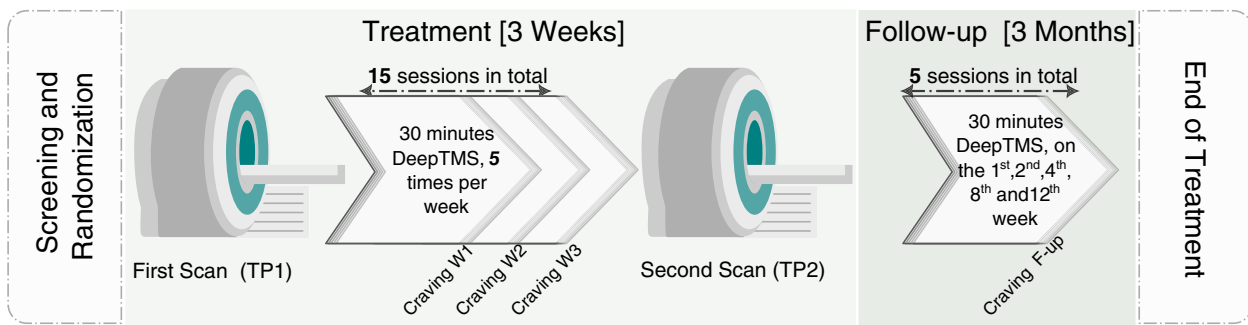 Screening and
Randomization
Treatment [3 Weeks]
15 sessions in total
30 minutes
DeepTMS, 5
times per
week
First Scan (TP1)
Craving W1
Craving W2
Craving W3
Second Scan (TP2)
Follow-up [3 Months]
5 sessions in total
30 minutes
DeepTMS, on
the 1st,2nd,4th,
8th and12th
week
Craving F-up
End of Treatment